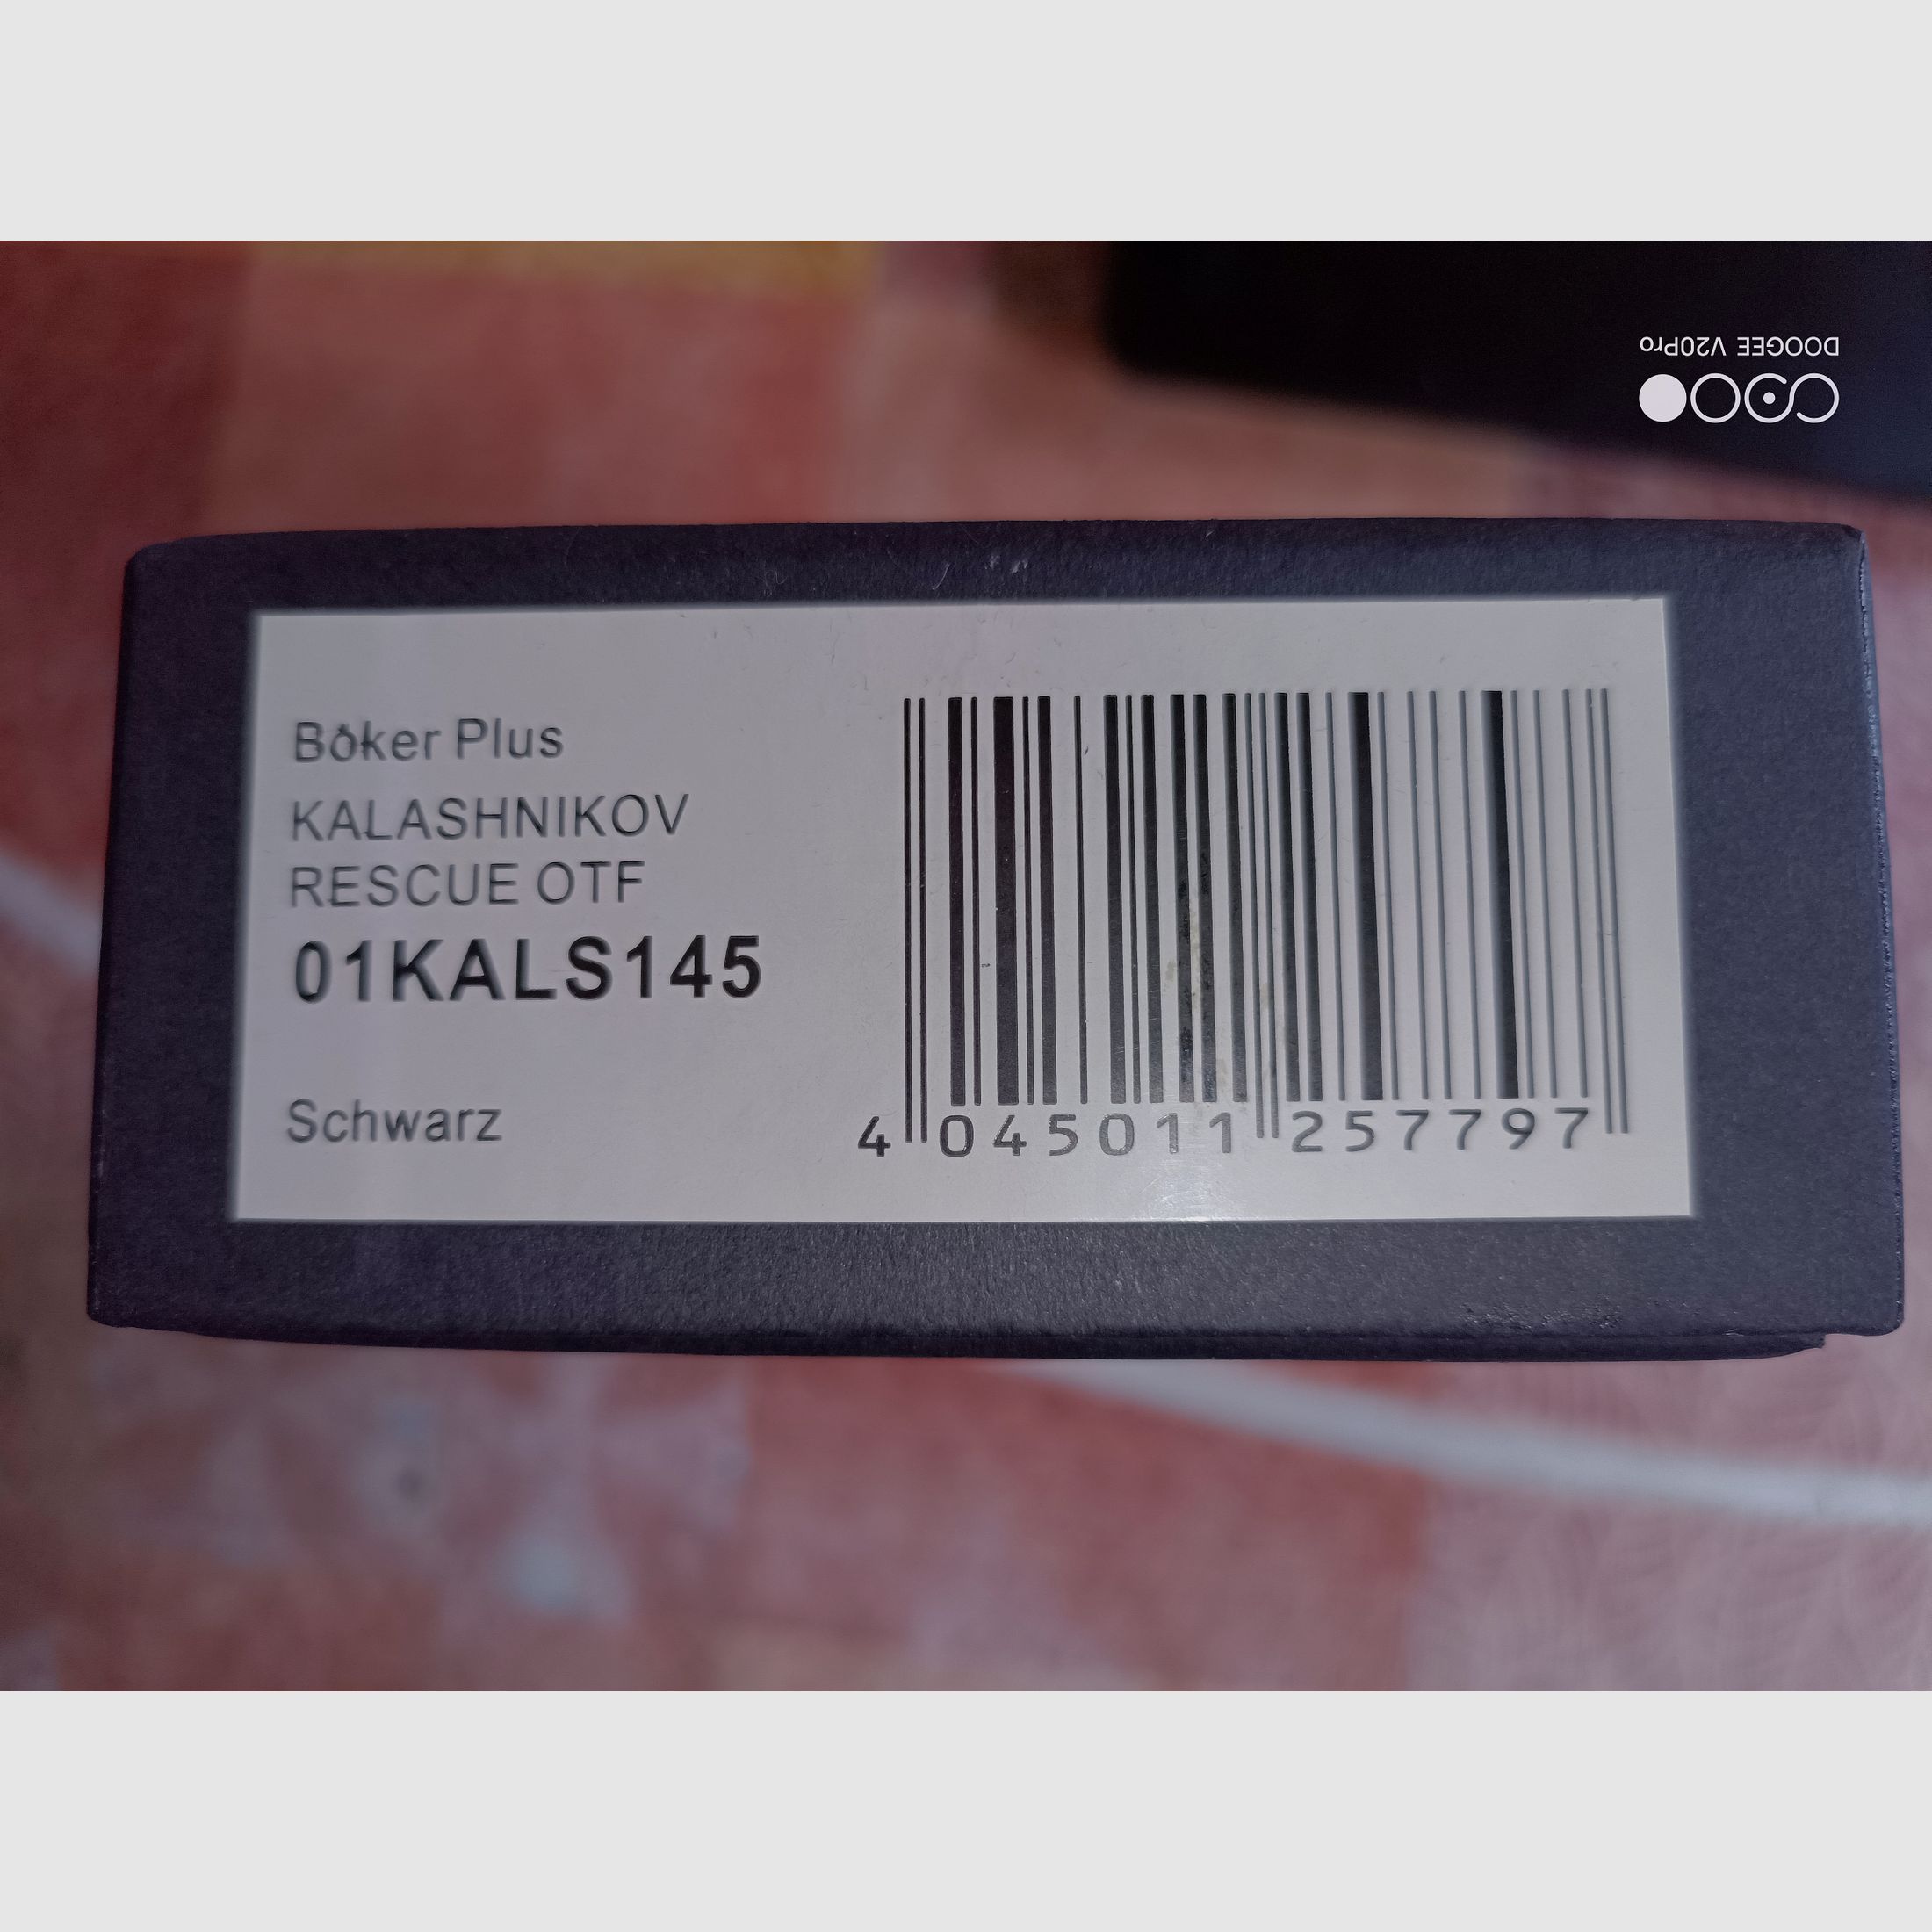 DOOGEE V20Pro
Böker Plus
KALASHNIKOV
RESCUE OTF
01KALS145
Schwarz
4 045011 257797